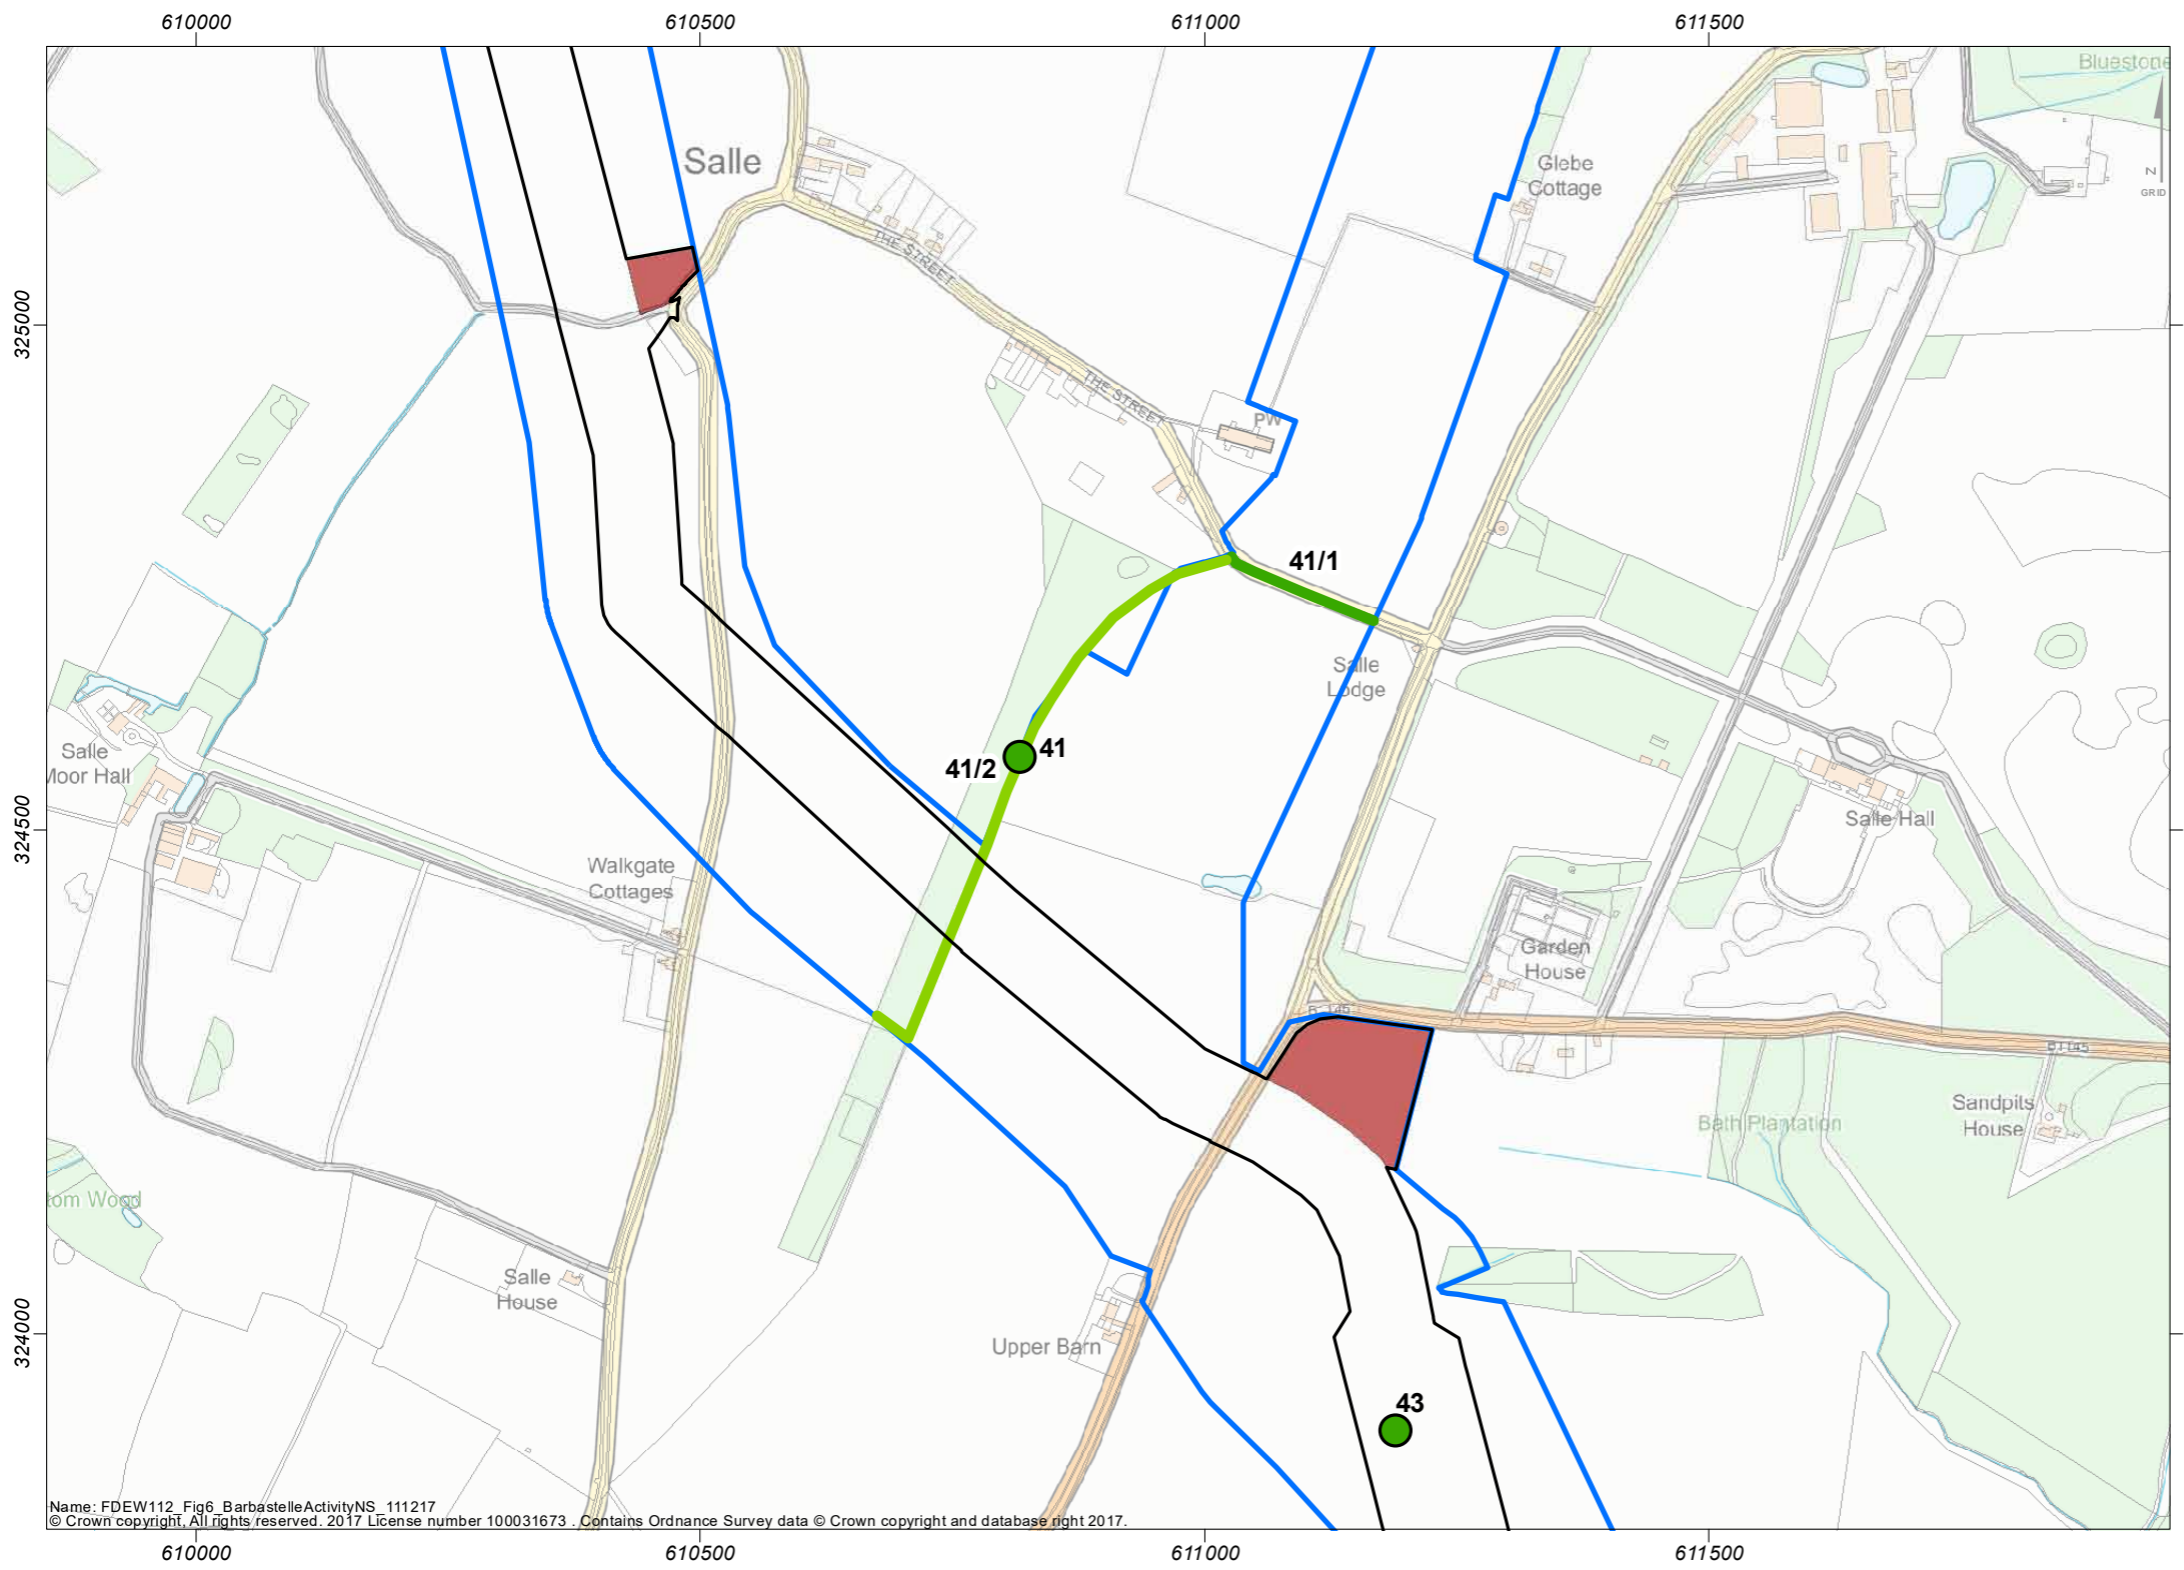 610000
610500
611000
611500
Bluestone
N
GRID
Salle
Glebe
Cottage
THE STREET
325000
THE STREET
PW
41/1
Salle
Lodge
41
41/2
Salle
Moor Hall
324500
Salle Hall
Walkgate
Cottages
Garden
House
B1145
Sandpits
House
Bath Plantation
tom Wood
Salle
House
324000
Upper Barn
43
Name: FDEW112_Fig6_BarbastelleActivityNS_111217
© Crown copyright, All rights reserved. 2017 License number 100031673 . Contains Ordnance Survey data © Crown copyright and database right 2017.
610000
610500
611000
611500